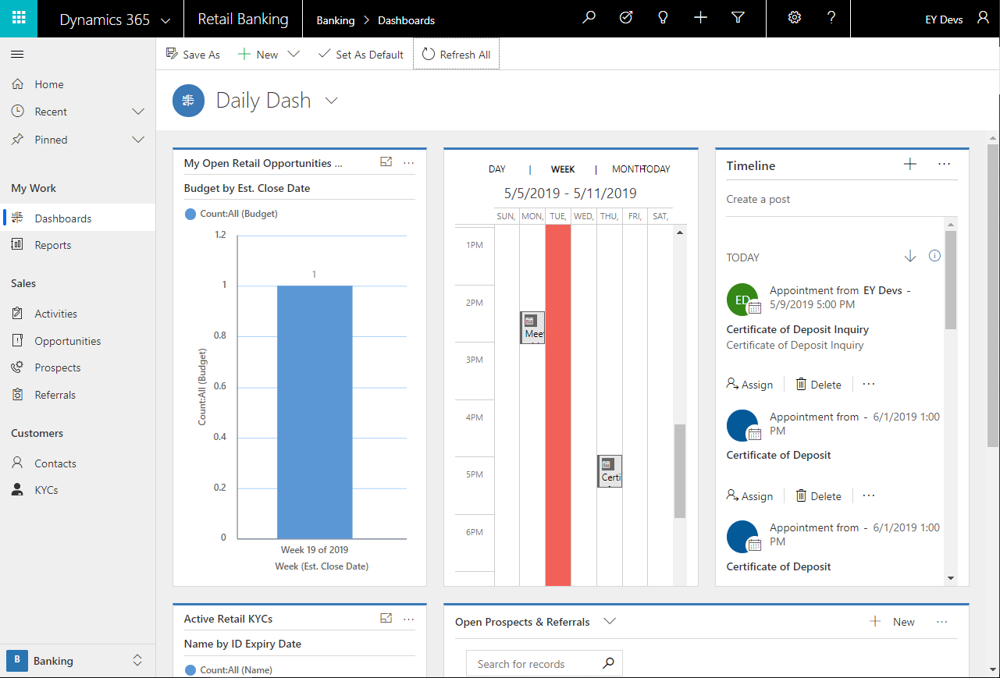 Dynamics 365
Retail Banking
Banking > Dashboards
EY Devs
Save As
New
Set As Default
Refresh All
Home
Recent
Pinned
My Work
Dashboards
Reports
Sales
Activities
Opportunities
Prospects
Referrals
Customers
Contacts
KYCs
B Banking
Daily Dash
My Open Retail Opportunities ...
Budget by Est. Close Date
Count:All (Budget)
1.2
1
0.8
0.6
0.4
0.2
0
1
Count:All (Budget)
Week 19 of 2019
Week (Est. Close Date)
DAY | WEEK | MONTH TODAY
5/5/2019 - 5/11/2019
SUN, MON, TUE, WED, THU, FRI, SAT,
1PM
2PM
Meet
3PM
4PM
5PM
Certi
6PM
Timeline
Create a post
TODAY
ED
Appointment from EY Devs -
5/9/2019 5:00 PM
Certificate of Deposit Inquiry
Certificate of Deposit Inquiry
Assign Delete ...
Appointment from - 6/1/2019 1:00
PM
Certificate of Deposit
Assign Delete ...
Appointment from - 6/1/2019 1:00
PM
Certificate of Deposit
Active Retail KYCs
Name by ID Expiry Date
Count:All (Name)
Open Prospects & Referrals
New
Search for records